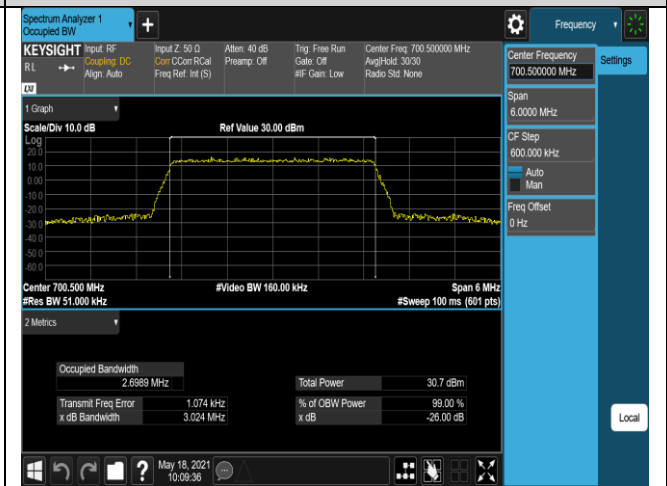 Spectrum Analyzer 1
Occupied BW
Frequency
KEYSIGHT
RL
LXI
Input: RF
Coupling: DC
Align: Auto
Input Z: 50 Ω
Corr CCorr RCal
Freq Ref: Int (S)
Atten: 40 dB
Preamp: Off
Trig: Free Run
Gate: Off
#IF Gain: Low
Center Freq: 700.500000 MHz
Avg|Hold: 30/30
Radio Std: None
Center Frequency
700.500000 MHz
Settings
Span
6.0000 MHz
CF Step
600.000 kHz
Auto
Man
Freq Offset
0 Hz
1 Graph
Scale/Div 10.0 dB
Ref Value 30.00 dBm
Log
20.0
10.0
0.00
-10.0
-20.0
-30.0
-40.0
-50.0
-60.0
Center 700.500 MHz
#Video BW 160.00 kHz
Span 6 MHz
#Res BW 51.000 kHz
#Sweep 100 ms (601 pts)
2 Metrics
Occupied Bandwidth
2.6989 MHz
Total Power 30.7 dBm
Transmit Freq Error 1.074 kHz
% of OBW Power 99.00 %
x dB Bandwidth 3.024 MHz
x dB -26.00 dB
Local
May 18, 2021
10:09:36